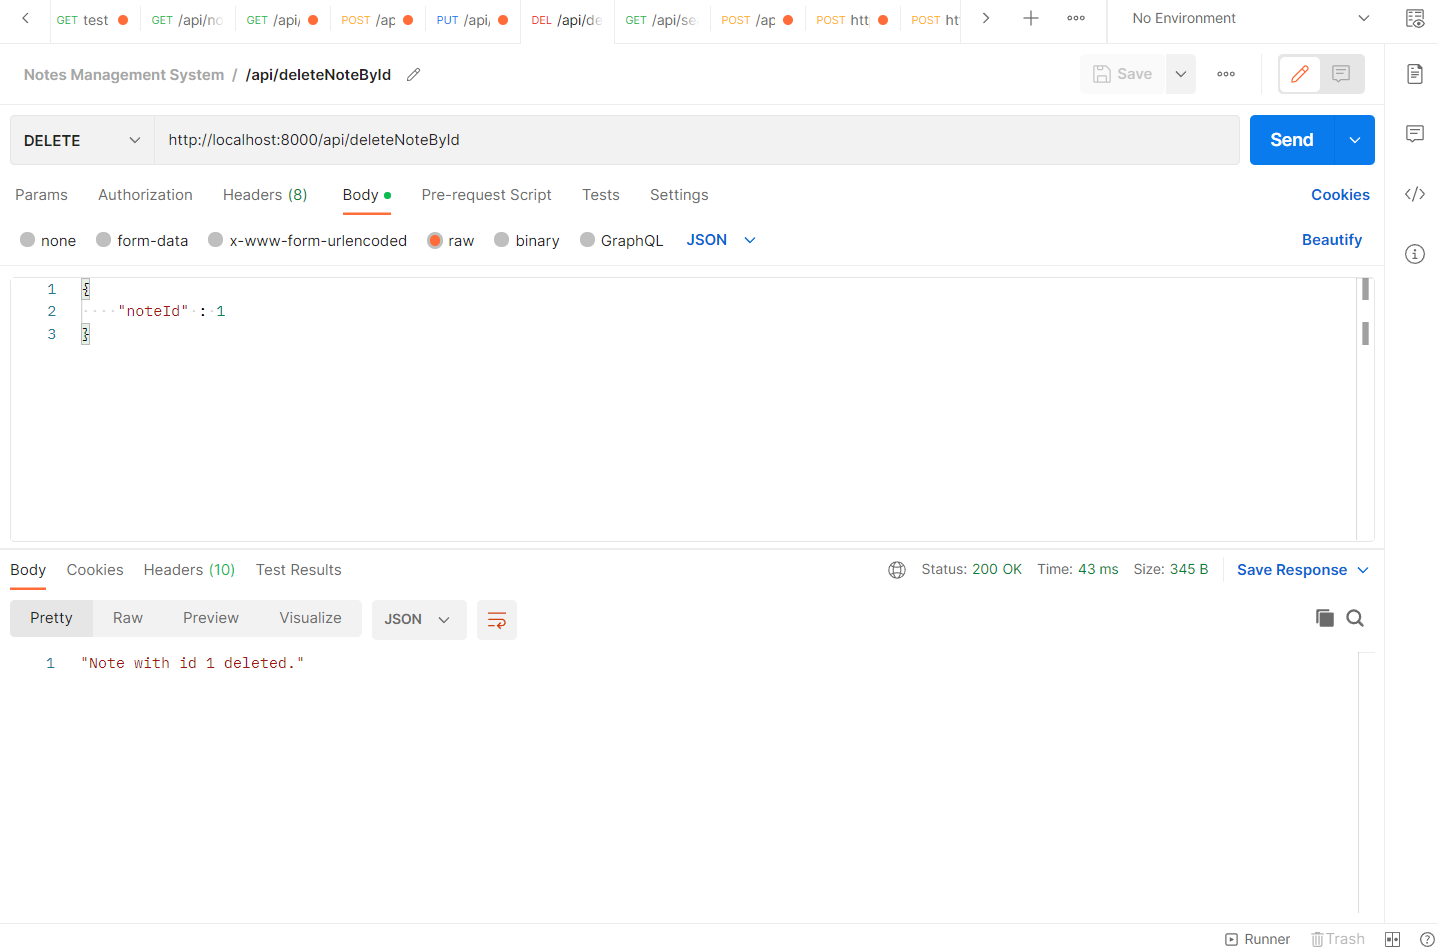 GET test GET /api/no GET /api/ POST /ap PUT /api/ DEL /api/de GET /api/se POST /ap POST htt POST ht No Environment
Notes Management System / /api/deleteNoteById Save
DELETE http://localhost:8000/api/deleteNoteById Send
Params Authorization Headers (8) Body Pre-request Script Tests Settings Cookies
none form-data x-www-form-urlencoded raw binary GraphQL JSON Beautify
1 {
2 "noteId" : 1
3 }
Body Cookies Headers (10) Test Results Status: 200 OK Time: 43 ms Size: 345 B Save Response
Pretty Raw Preview Visualize JSON
1 "Note with id 1 deleted."
Runner Trash